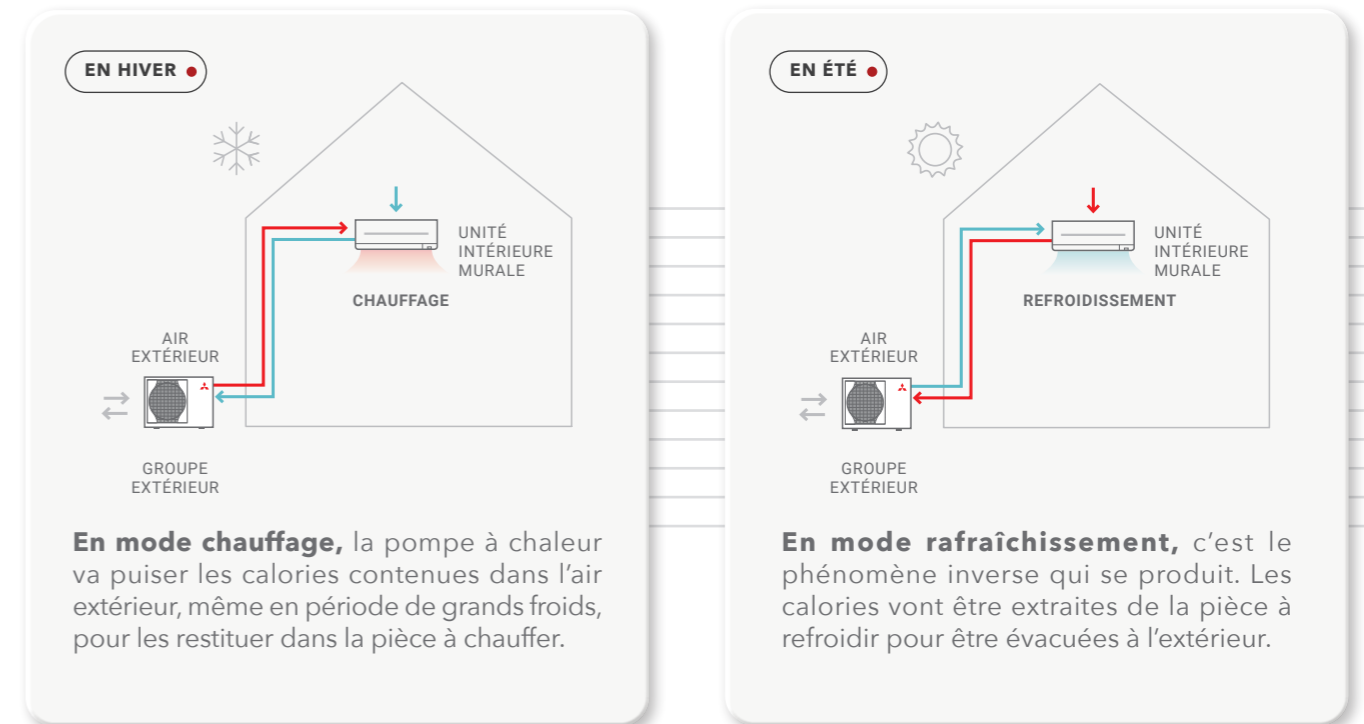 EN HIVER
UNITÉ
INTÉRIEURE
MURALE
CHAUFFAGE
AIR
EXTÉRIEUR
GROUPE
EXTÉRIEUR
En mode chauffage, la pompe à chaleur
va puiser les calories contenues dans l’air
extérieur, même en période de grands froids,
pour les restituer dans la pièce à chauffer.
EN ÉTÉ
UNITÉ
INTÉRIEURE
MURALE
REFROIDISSEMENT
AIR
EXTÉRIEUR
GROUPE
EXTÉRIEUR
En mode rafraîchissement, c’est le
phénomène inverse qui se produit. Les
calories vont être extraites de la pièce à
refroidir pour être évacuées à l’extérieur.